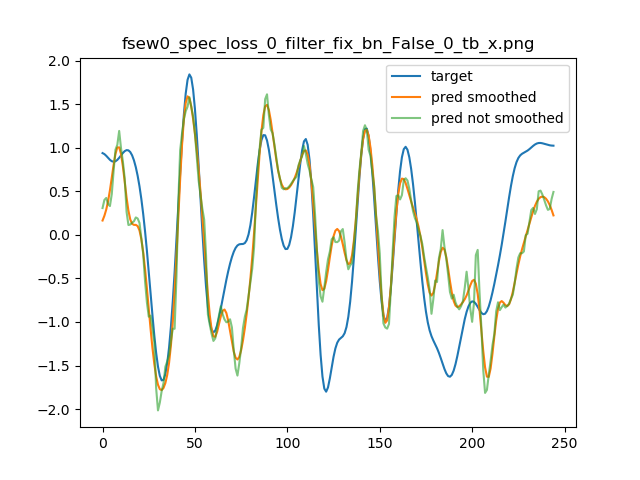 fsew0_spec_loss_0_filter_fix_bn_False_0_tb_x.png
target
pred smoothed
pred not smoothed
2.0
1.5
1.0
0.5
0.0
−0.5
−1.0
−1.5
−2.0
0 50 100 150 200 250